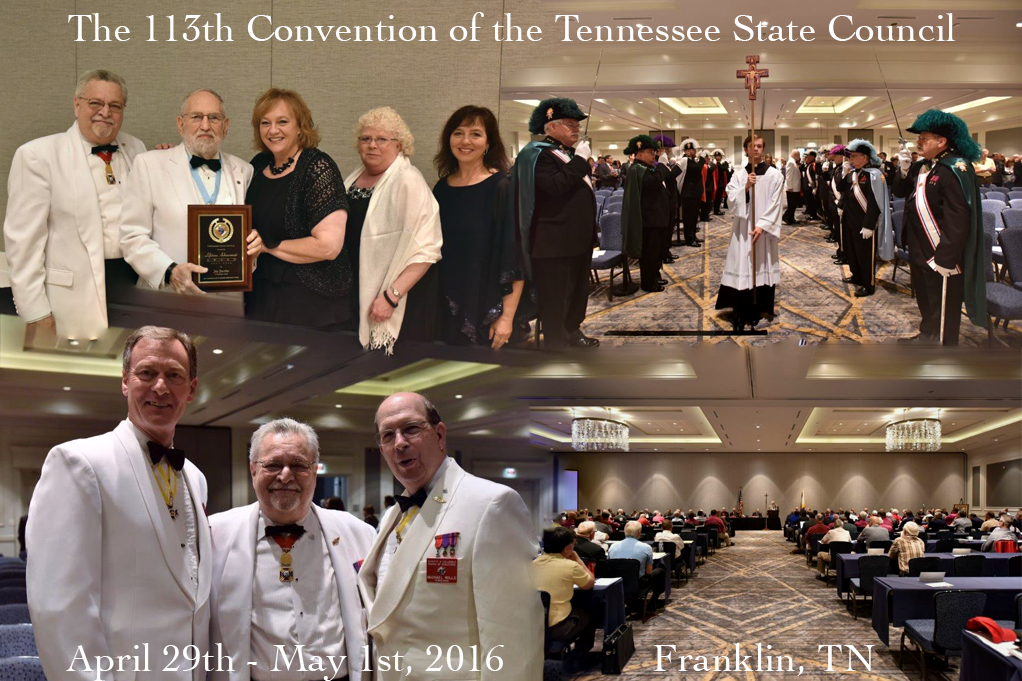 The 113th Convention of the Tennessee State Council
April 29th - May 1st, 2016
Franklin, TN